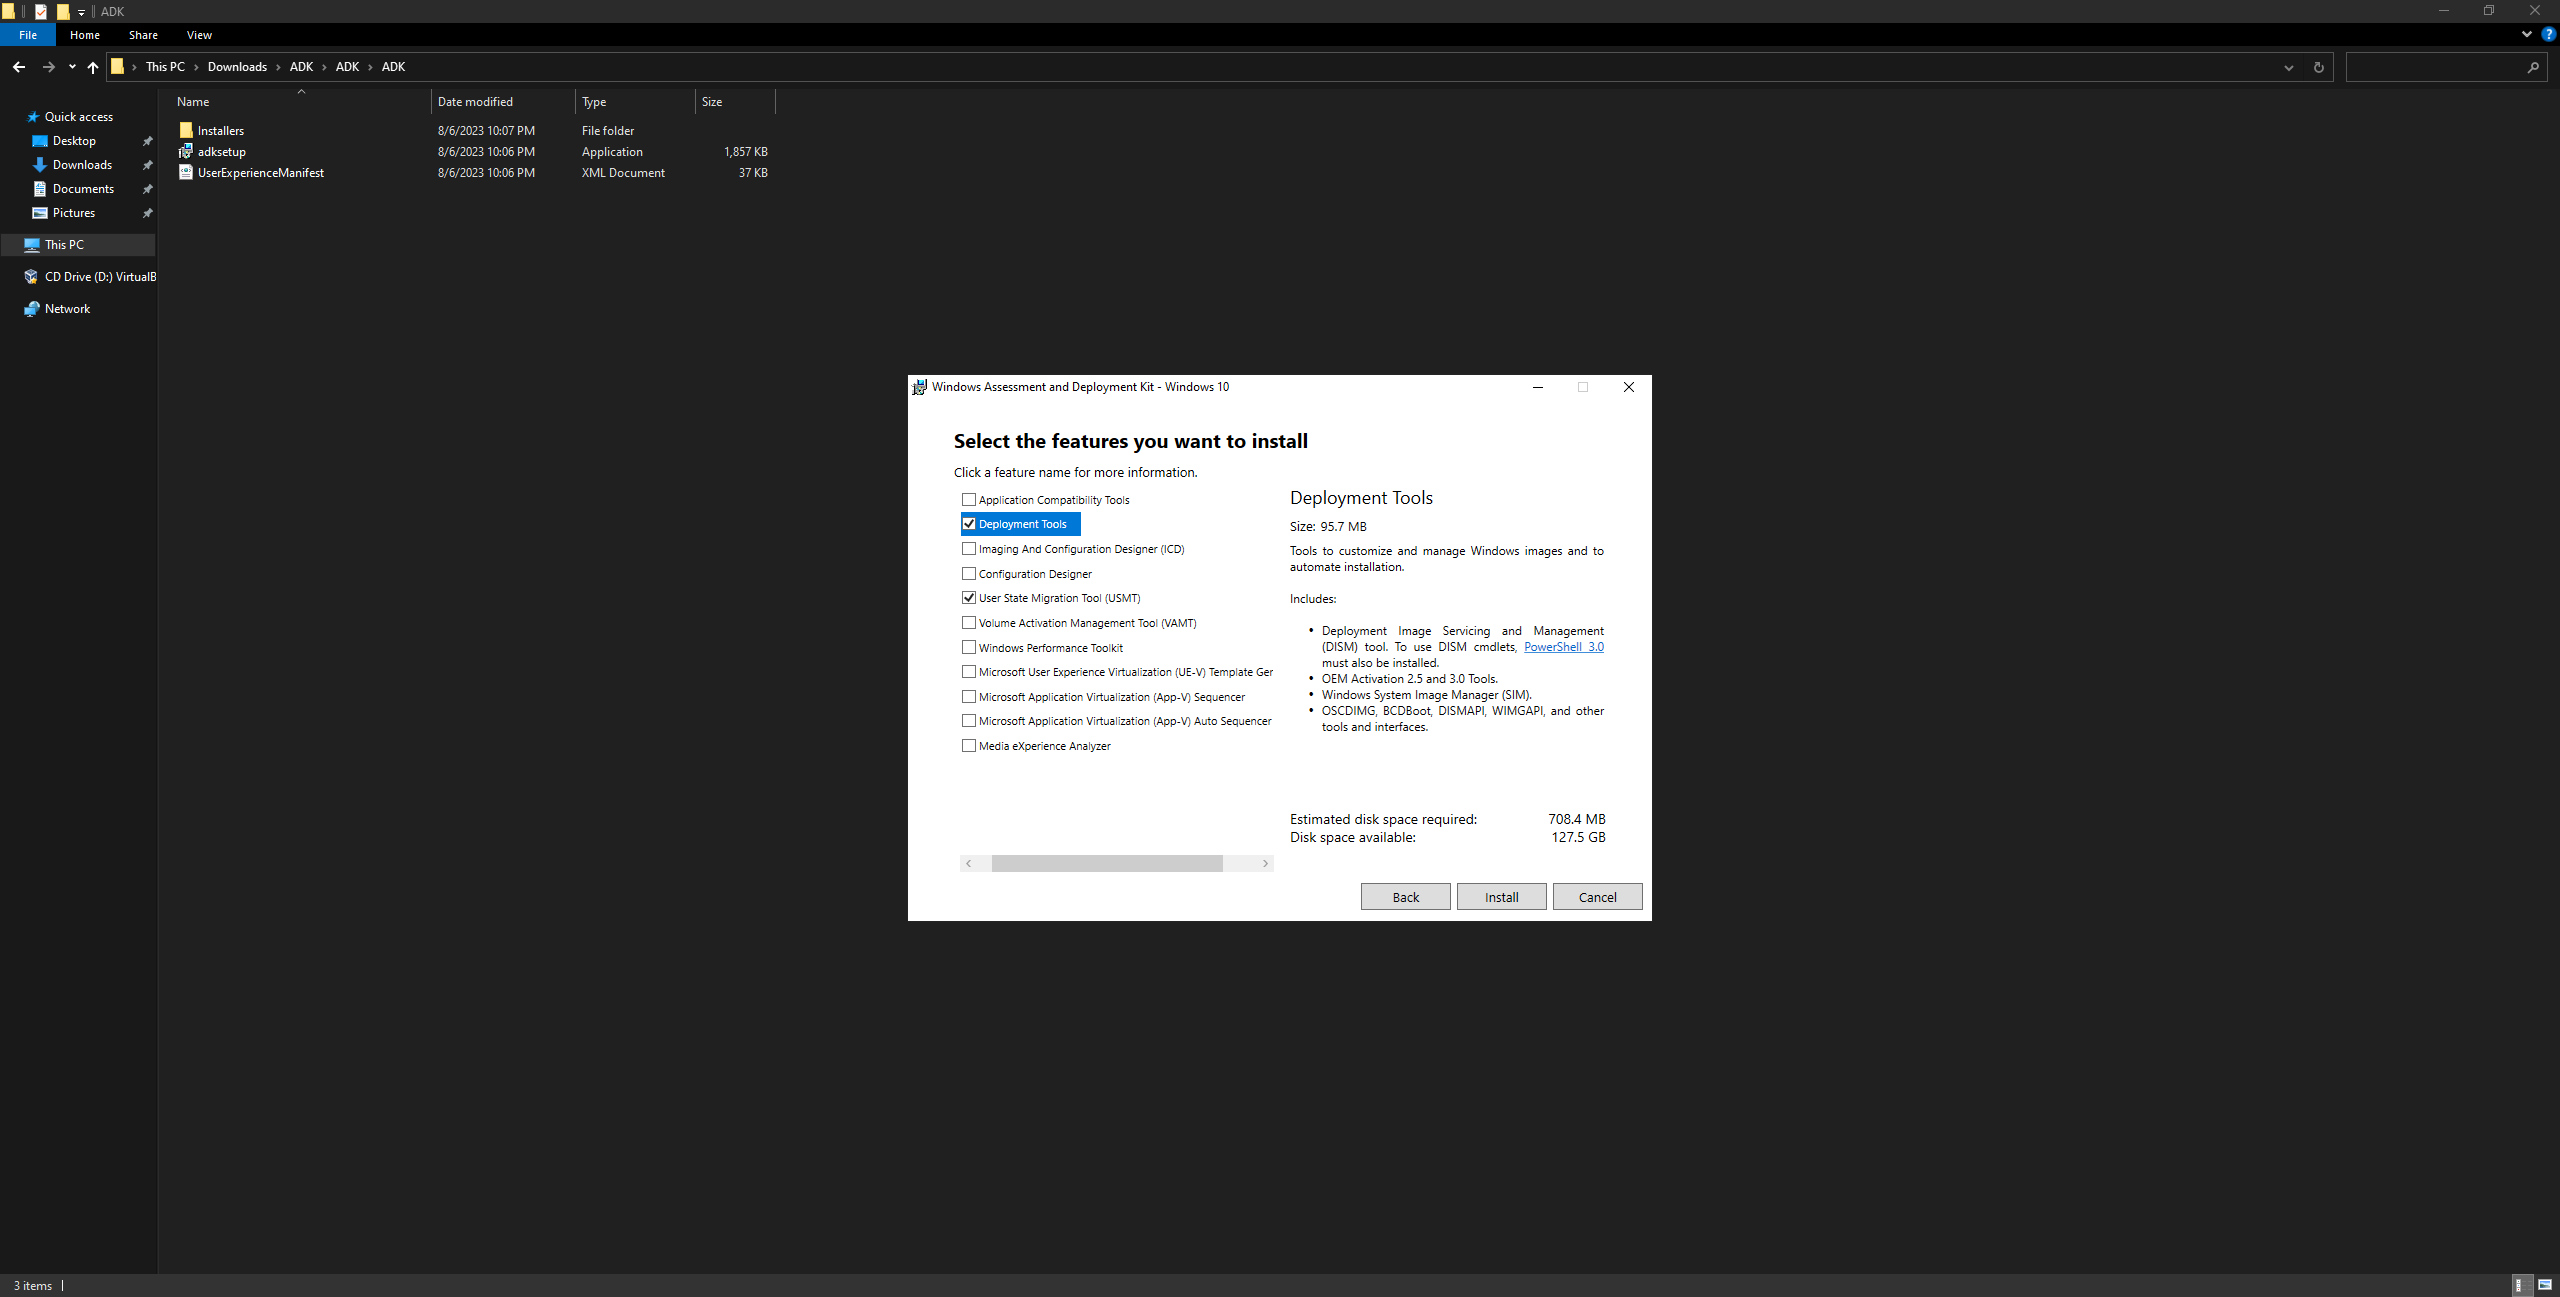 ADK
File Home Share View
This PC Downloads ADK ADK ADK
Name Date modified Type Size
Installers 8/6/2023 10:07 PM File folder
adksetup 8/6/2023 10:06 PM Application 1,857 KB
UserExperienceManifest 8/6/2023 10:06 PM XML Document 37 KB
Quick access
Desktop
Downloads
Documents
Pictures
This PC
CD Drive (D:) VirtualB
Network
Windows Assessment and Deployment Kit - Windows 10
Select the features you want to install
Click a feature name for more information.
Application Compatibility Tools
Deployment Tools
Imaging And Configuration Designer (ICD)
Configuration Designer
User State Migration Tool (USMT)
Volume Activation Management Tool (VAMT)
Windows Performance Toolkit
Microsoft User Experience Virtualization (UE-V) Template Ger
Microsoft Application Virtualization (App-V) Sequencer
Microsoft Application Virtualization (App-V) Auto Sequencer
Media eXperience Analyzer
Deployment Tools
Size: 95.7 MB
Tools to customize and manage Windows images and to
automate installation.
Includes:
• Deployment Image Servicing and Management
(DISM) tool. To use DISM cmdlets, PowerShell 3.0
must also be installed.
• OEM Activation 2.5 and 3.0 Tools.
• Windows System Image Manager (SIM).
• OSCDIMG, BCDBoot, DISMAPI, WIMGAPI, and other
tools and interfaces.
Estimated disk space required: 708.4 MB
Disk space available: 127.5 GB
Back Install Cancel
3 items